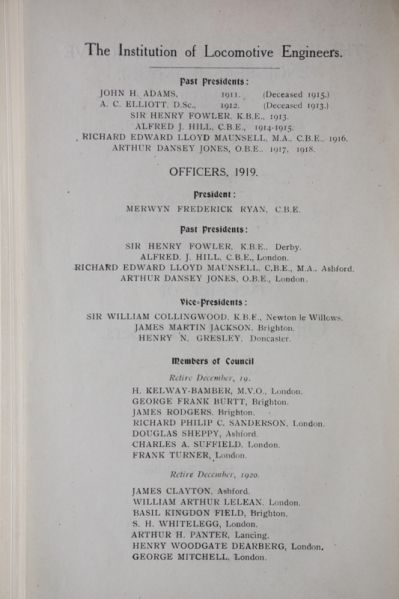 The Institution of Locomotive Engineers.
Past Presidents:
JOHN H. ADAMS, 1911. (Deceased 1915.)
A. C. ELLIOTT, D.Sc., 1912. (Deceased 1913.)
SIR HENRY FOWLER, K.B.E., 1913.
ALFRED J. HILL, C.B.E., 1914-1915.
RICHARD EDWARD LLOYD MAUNSELL, M.A., C.B.E., 1916.
ARTHUR DANSEY JONES, O.B.E., 1917, 1918.
OFFICERS, 1919.
President:
MERWYN FREDERICK RYAN, C.B.E.
Past Presidents:
SIR HENRY FOWLER, K.B.E., Derby.
ALFRED. J. HILL, C.B.E., London.
RICHARD EDWARD LLOYD MAUNSELL, C.B.E., M.A., Ashford.
ARTHUR DANSEY JONES, O.B.E., London.
Vice-Presidents:
SIR WILLIAM COLLINGWOOD, K.B.E., Newton le Willows.
JAMES MARTIN JACKSON, Brighton.
HENRY N. GRESLEY, Doncaster.
Members of Council
Retire December, 19.
H. KELWAY-BAMBER, M.V.O., London.
GEORGE FRANK BURTT, Brighton.
JAMES RODGERS, Brighton.
RICHARD PHILIP C. SANDERSON, London.
DOUGLAS SHEPPY, Ashford.
CHARLES A. SUFFIELD, London.
FRANK TURNER, London.
Retire December, 1920.
JAMES CLAYTON, Ashford.
WILLIAM ARTHUR LELEAN, London.
BASIL KINGDON FIELD, Brighton.
S. H. WHITELEGG, London.
ARTHUR H. PANTER, Lancing.
HENRY WOODGATE DEARBERG, London.
GEORGE MITCHELL, London.